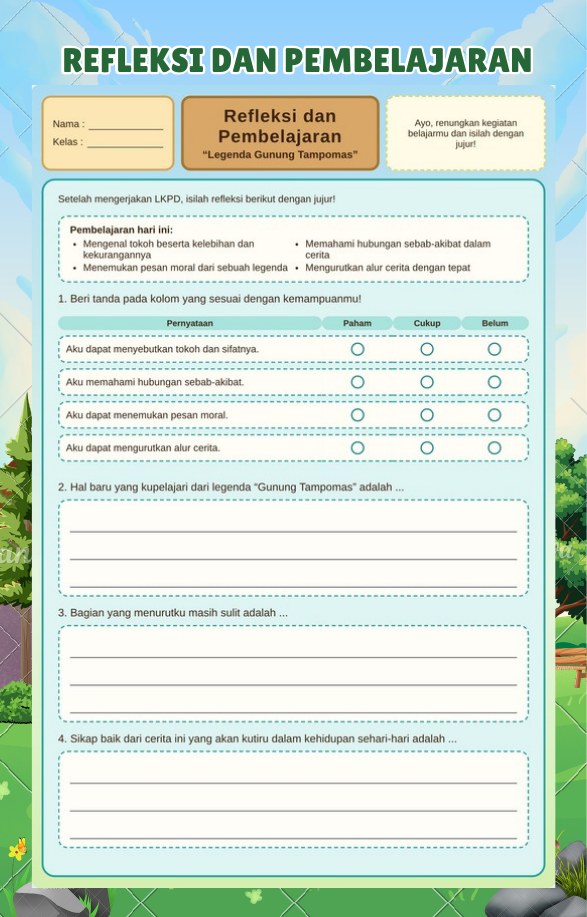 REFLEKSI DAN PEMBELAJARAN
Nama :
Kelas :
Refleksi dan
Pembelajaran
“Legenda Gunung Tampomas”
Ayo, renungkan kegiatan
belajarmu dan isilah dengan
jujur!
Setelah mengerjakan LKPD, isilah refleksi berikut dengan jujur!
Pembelajaran hari ini:
• Mengenal tokoh beserta kelebihan dan
kekurangannya
• Menemukan pesan moral dari sebuah legenda
• Memahami hubungan sebab-akibat dalam
cerita
• Mengurutkan alur cerita dengan tepat
1. Beri tanda pada kolom yang sesuai dengan kemampuanmu!
Pernyataan Paham Cukup Belum
Aku dapat menyebutkan tokoh dan sifatnya.
Aku memahami hubungan sebab-akibat.
Aku dapat menemukan pesan moral.
Aku dapat mengurutkan alur cerita.
2. Hal baru yang kupelajari dari legenda “Gunung Tampomas” adalah ...
3. Bagian yang menurutku masih sulit adalah ...
4. Sikap baik dari cerita ini yang akan kutiru dalam kehidupan sehari-hari adalah ...